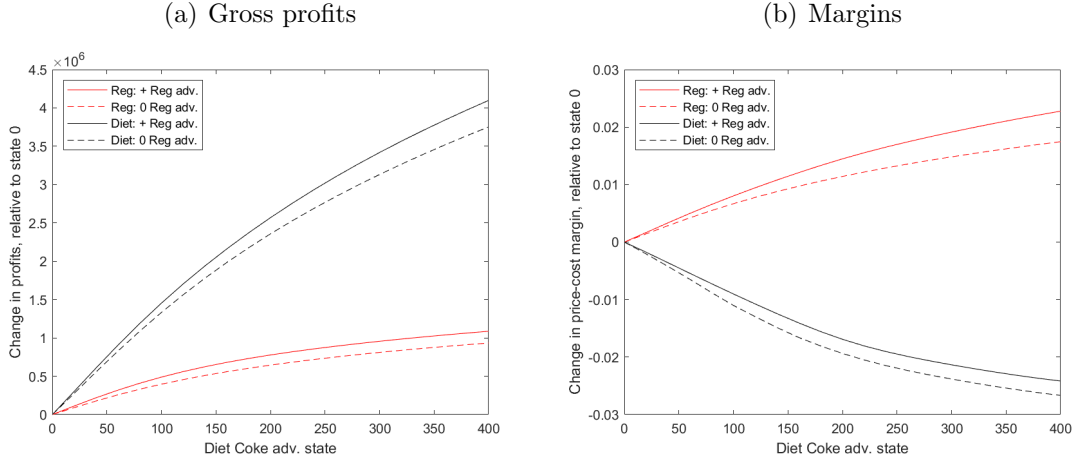 (a) Gross profits
×10⁶
4.5
4
3.5
3
2.5
2
1.5
1
0.5
0
Change in profits, relative to state 0
Reg: + Reg adv.
Reg: 0 Reg adv.
Diet: + Reg adv.
Diet: 0 Reg adv.
0 50 100 150 200 250 300 350 400
Diet Coke adv. state
(b) Margins
0.03
0.02
0.01
0
-0.01
-0.02
-0.03
Change in price-cost margin, relative to state 0
Reg: + Reg adv.
Reg: 0 Reg adv.
Diet: + Reg adv.
Diet: 0 Reg adv.
0 50 100 150 200 250 300 350 400
Diet Coke adv. state